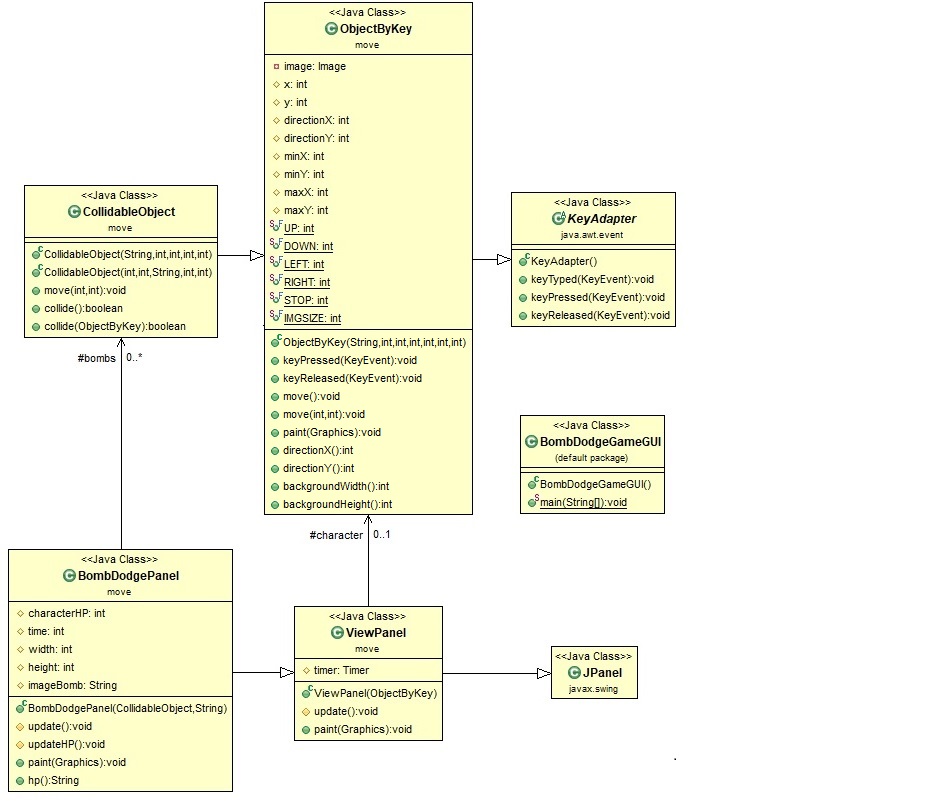 <<Java Class>>
ObjectByKey
move
image: Image
x: int
y: int
directionX: int
directionY: int
minX: int
minY: int
maxX: int
maxY: int
UP: int
DOWN: int
LEFT: int
RIGHT: int
STOP: int
IMGSIZE: int
ObjectByKey(String,int,int,int,int,int,int)
keyPressed(KeyEvent):void
keyReleased(KeyEvent):void
move():void
move(int,int):void
paint(Graphics):void
directionX():int
directionY():int
backgroundWidth():int
backgroundHeight():int
<<Java Class>>
CollidableObject
move
CollidableObject(String,int,int,int,int)
CollidableObject(int,int,String,int,int)
move(int,int):void
collide():boolean
collide(ObjectByKey):boolean
<<Java Class>>
KeyAdapter
java.awt.event
KeyAdapter()
keyTyped(KeyEvent):void
keyPressed(KeyEvent):void
keyReleased(KeyEvent):void
#bombs 0..*
<<Java Class>>
BombDodgeGameGUI
(default package)
BombDodgeGameGUI()
main(String[]):void
#character 0..1
<<Java Class>>
BombDodgePanel
move
characterHP: int
time: int
width: int
height: int
imageBomb: String
BombDodgePanel(CollidableObject,String)
update():void
updateHP():void
paint(Graphics):void
hp():String
<<Java Class>>
ViewPanel
move
timer: Timer
ViewPanel(ObjectByKey)
update():void
paint(Graphics):void
<<Java Class>>
JPanel
javax.swing